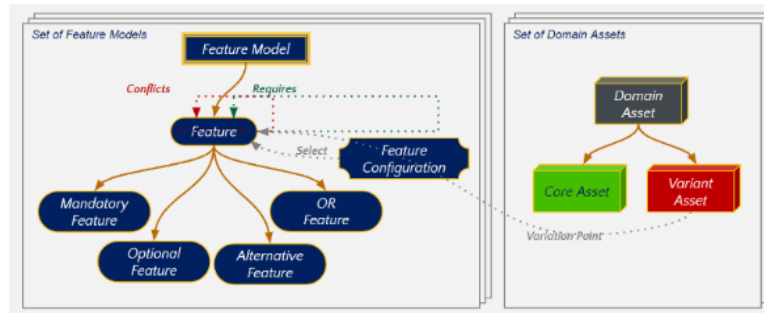 Set of Feature Models
Feature Model
Conflicts
Requires
Feature
Select
Feature
Configuration
Mandatory
Feature
OR
Feature
Optional
Feature
Alternative
Feature
Set of Domain Assets
Domain
Asset
Core Asset
Variant
Asset
Variation Point